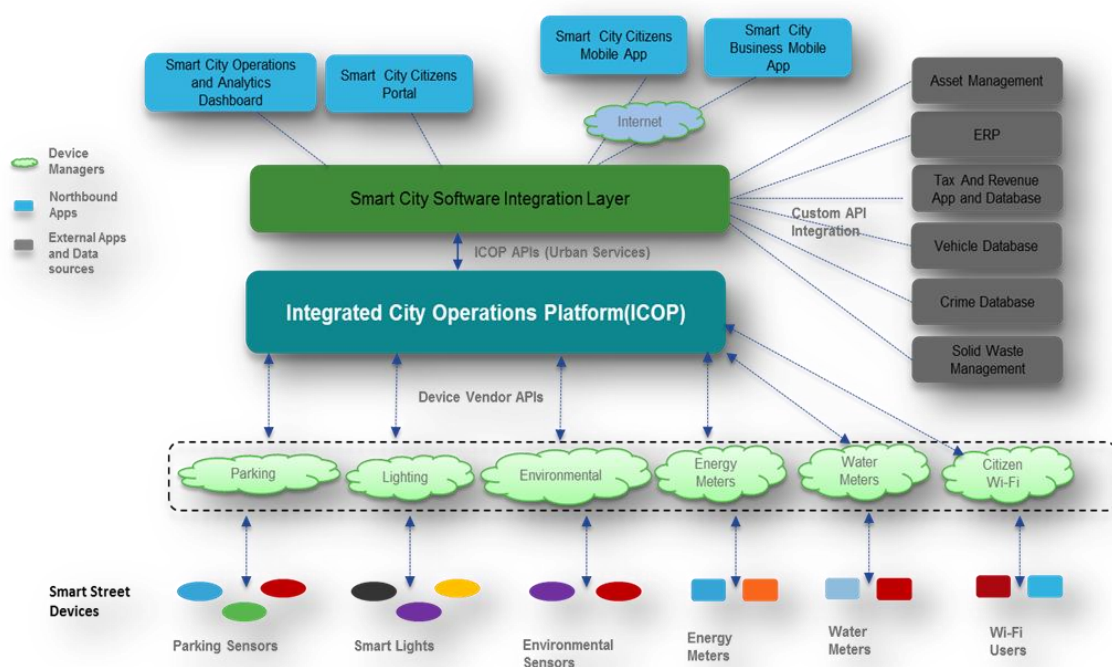 Smart City Operations
and Analytics
Dashboard
Smart City Citizens
Portal
Smart City Citizens
Mobile App
Smart City
Business Mobile
App
Internet
Asset Management
ERP
Tax And Revenue
App and Database
Vehicle Database
Crime Database
Solid Waste
Management
Custom API
Integration
Device
Managers
Northbound
Apps
External Apps
and Data
sources
Smart City Software Integration Layer
ICOP APIs (Urban Services)
Integrated City Operations Platform(ICOP)
Device Vendor APIs
Parking
Lighting
Environmental
Energy
Meters
Water
Meters
Citizen
Wi-Fi
Smart Street
Devices
Parking Sensors
Smart Lights
Environmental
Sensors
Energy
Meters
Water
Meters
Wi-Fi
Users